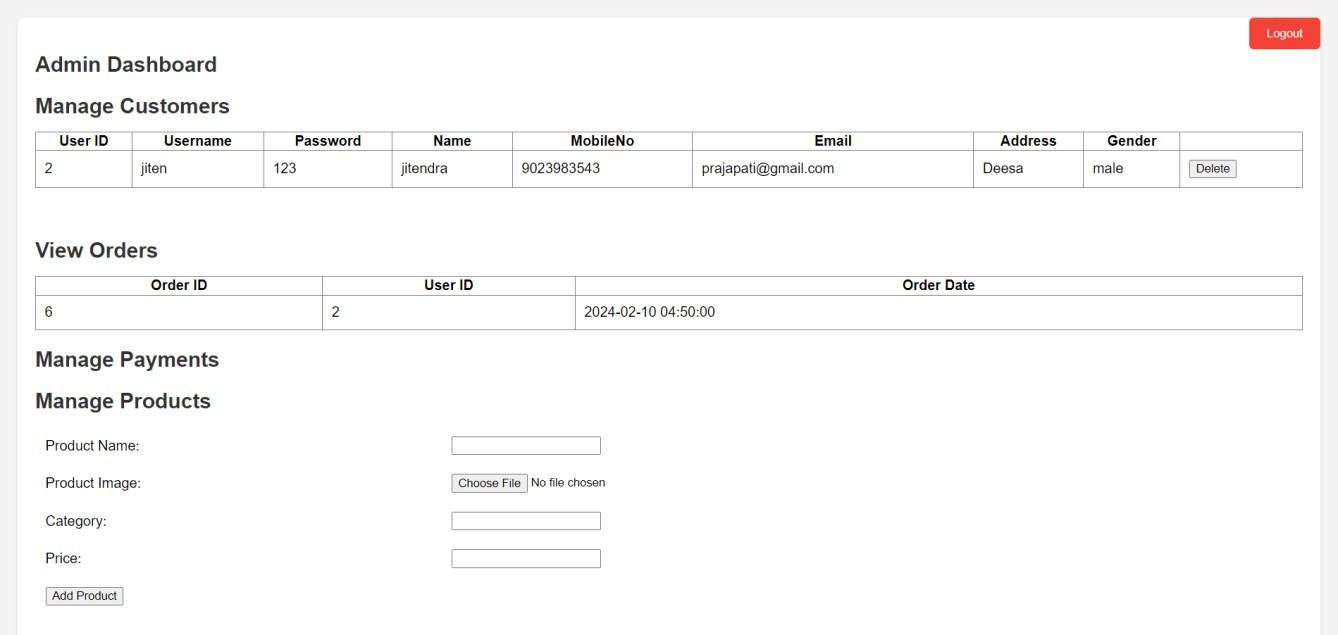 Logout
Admin Dashboard
Manage Customers
User ID Username Password Name MobileNo Email Address Gender
2 jiten 123 jitendra 9023983543 prajapati@gmail.com Deesa male Delete
View Orders
Order ID User ID Order Date
6 2 2024-02-10 04:50:00
Manage Payments
Manage Products
Product Name:
Product Image: Choose File No file chosen
Category:
Price:
Add Product